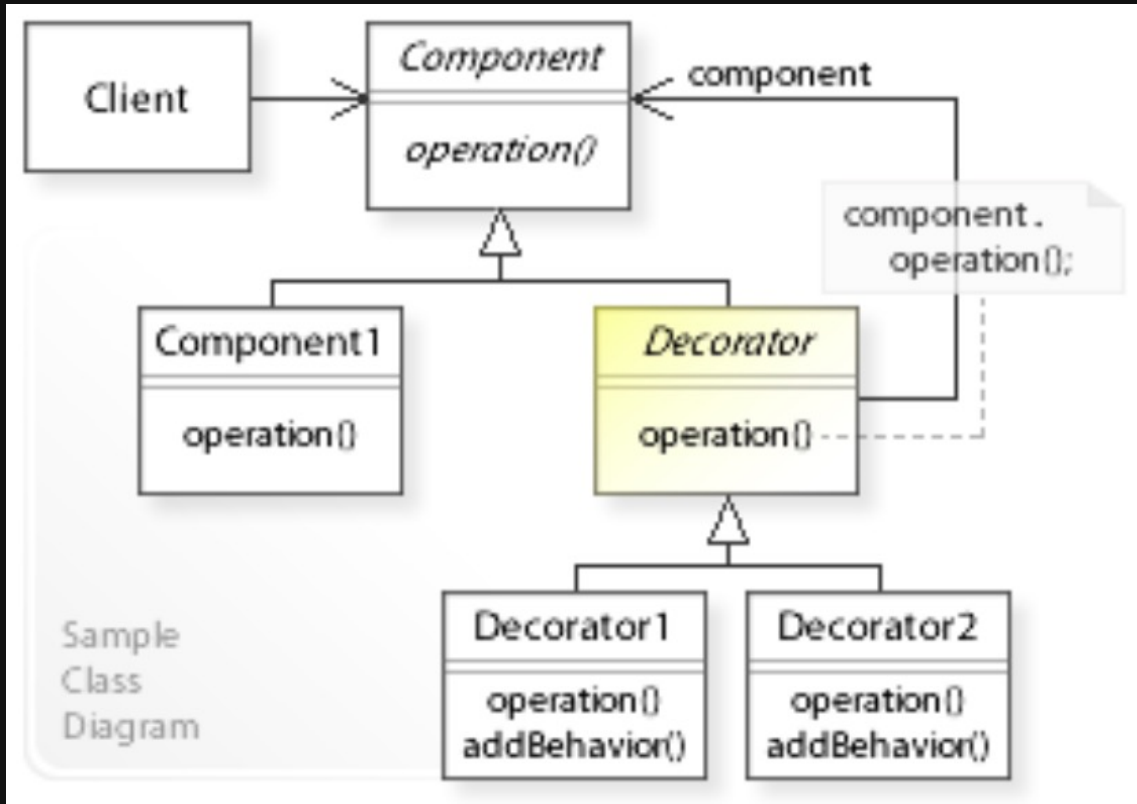 Client
Component
operation()
component
component.
operation();
Component1
operation()
Decorator
operation()
Decorator1
operation()
addBehavior()
Decorator2
operation()
addBehavior()
Sample
Class
Diagram